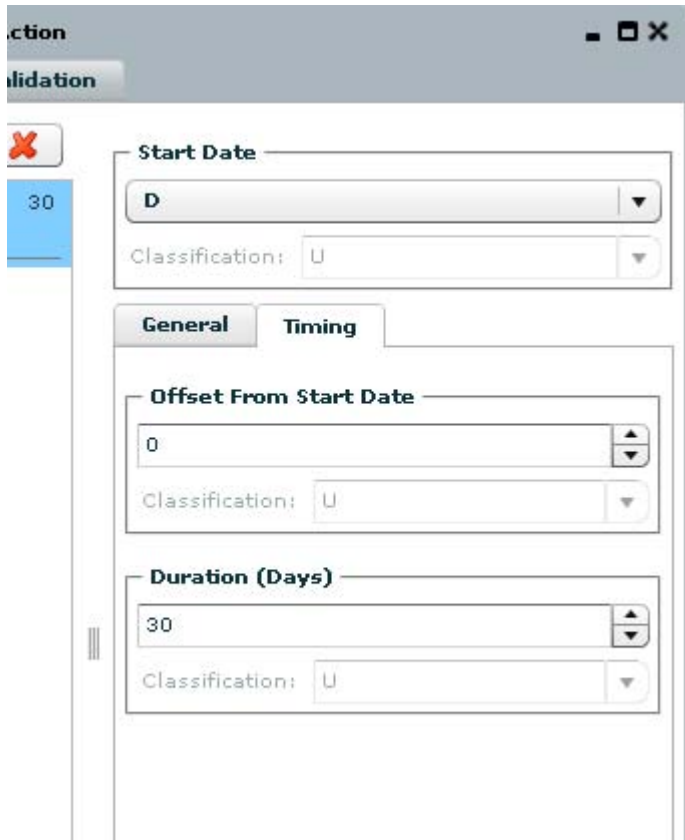 ction
lidation
30
Start Date
D
Classification: U
General Timing
Offset From Start Date
0
Classification: U
Duration (Days)
30
Classification: U